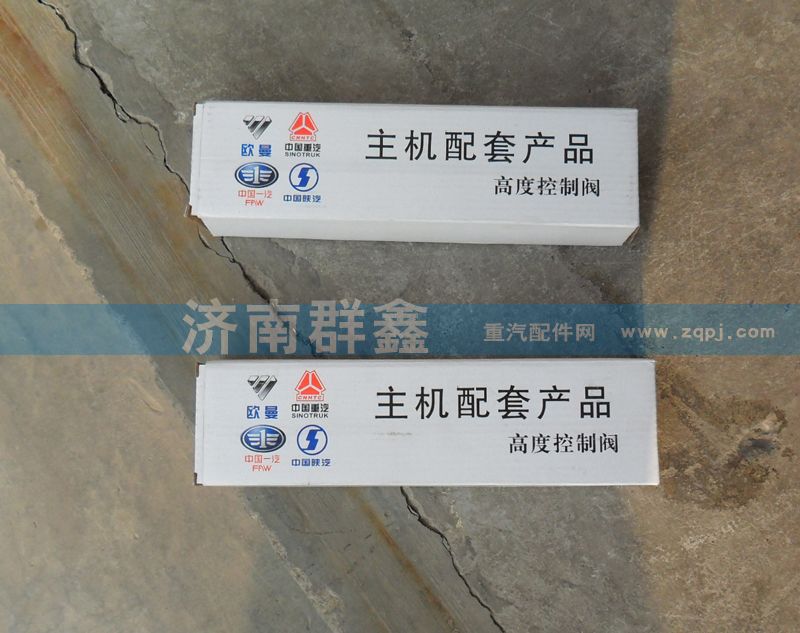 欧曼
中国重汽
CNHTC
SINOTRUK
主机配套产品
中国一汽
FAW
中国陕汽
高度控制阀
济南群鑫
重汽配件网
www.zqpj.com
欧曼
中国重汽
CNHTC
SINOTRUK
主机配套产品
中国一汽
FAW
中国陕汽
高度控制阀